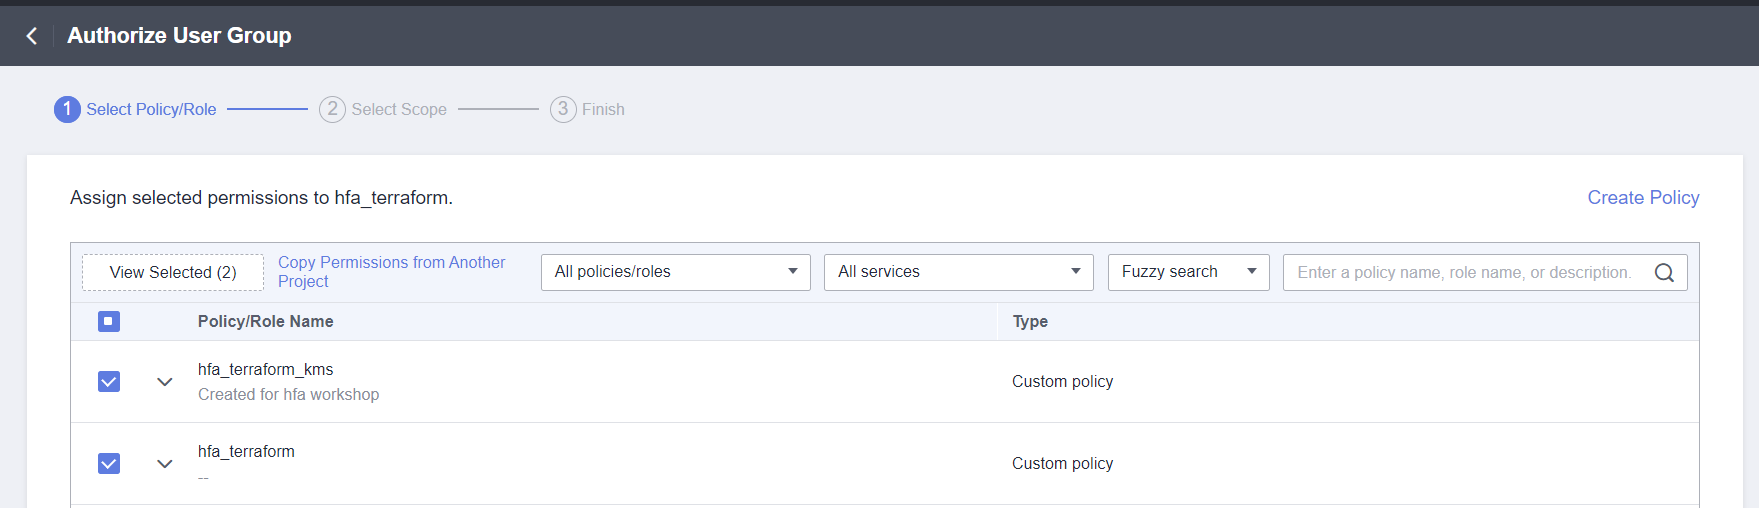 Authorize User Group
1 Select Policy/Role 2 Select Scope 3 Finish
Assign selected permissions to hfa_terraform. Create Policy
View Selected (2) Copy Permissions from Another Project All policies/roles All services Fuzzy search Enter a policy name, role name, or description.
Policy/Role Name Type
hfa_terraform_kms Custom policy
Created for hfa workshop
hfa_terraform Custom policy
--